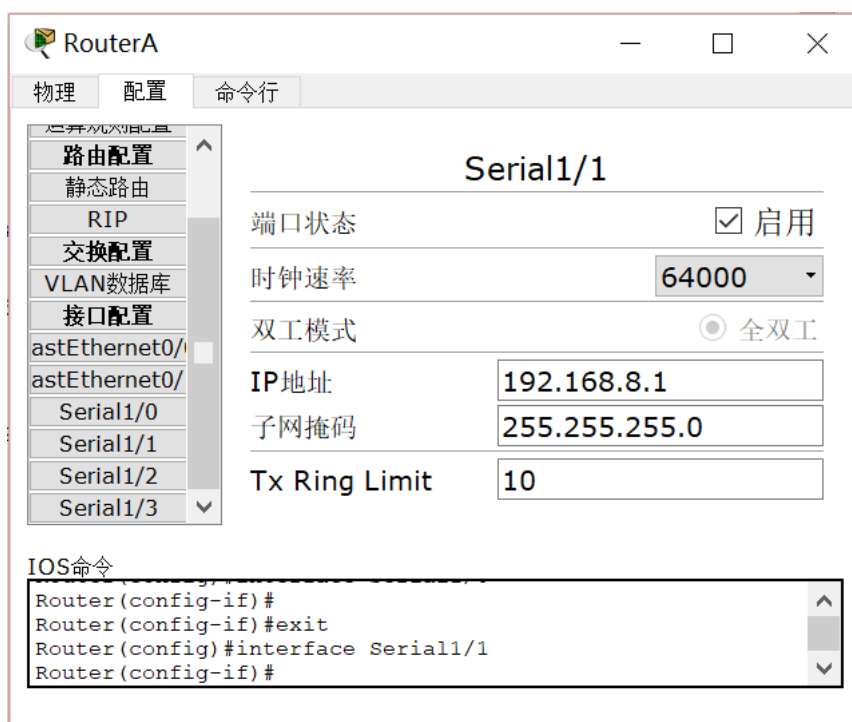 RouterA
物理 配置 命令行
路由配置
静态路由
RIP
交换配置
VLAN数据库
接口配置
astEthernet0/
astEthernet0/
Serial1/0
Serial1/1
Serial1/2
Serial1/3
Serial1/1
端口状态 启用
时钟速率 64000
双工模式 全双工
IP地址 192.168.8.1
子网掩码 255.255.255.0
Tx Ring Limit 10
IOS命令
Router(config-if)#
Router(config-if)#exit
Router(config)#interface Serial1/1
Router(config-if)#